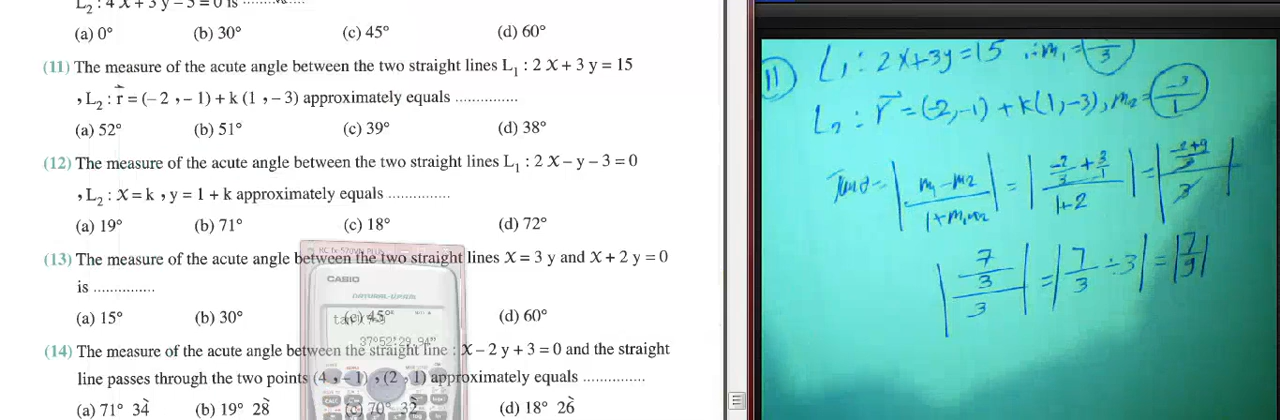 L₂ : 4 X + 3 y − 5 = 0 is ..............
(a) 0° (b) 30° (c) 45° (d) 60°
(11) The measure of the acute angle between the two straight lines L₁ : 2 X + 3 y = 15
, L₂ : r⃗ = (– 2 , – 1) + k (1 , – 3) approximately equals ...............
(a) 52° (b) 51° (c) 39° (d) 38°
(12) The measure of the acute angle between the two straight lines L₁ : 2 X – y – 3 = 0
, L₂ : X = k , y = 1 + k approximately equals ...............
(a) 19° (b) 71° (c) 18° (d) 72°
(13) The measure of the acute angle between the two straight lines X = 3 y and X + 2 y = 0
is ...............
(a) 15° (b) 30° (c) 45° (d) 60°
(14) The measure of the acute angle between the straight line : X – 2 y + 3 = 0 and the straight
line passes through the two points (4 , – 1) , (2 , 1) approximately equals ...............
(a) 71° 34̀ (b) 19° 28̀ (c) 70° 32̀ (d) 18° 26̀
CASIO
37°52'29.94"
11 L₁ : 2x+3y=15 ∴m₁=
L₂ : r⃗ =(-2,-1) +k(1,-3), m₂= -3/1
tanθ= |m₁-m₂ / 1+m₁m₂| = |(-2/3 + 3/1) / 1+2| = |(-2+9 / 3) / 3|
|(7/3) / 3| = |7/3 ÷3| = |7/9|